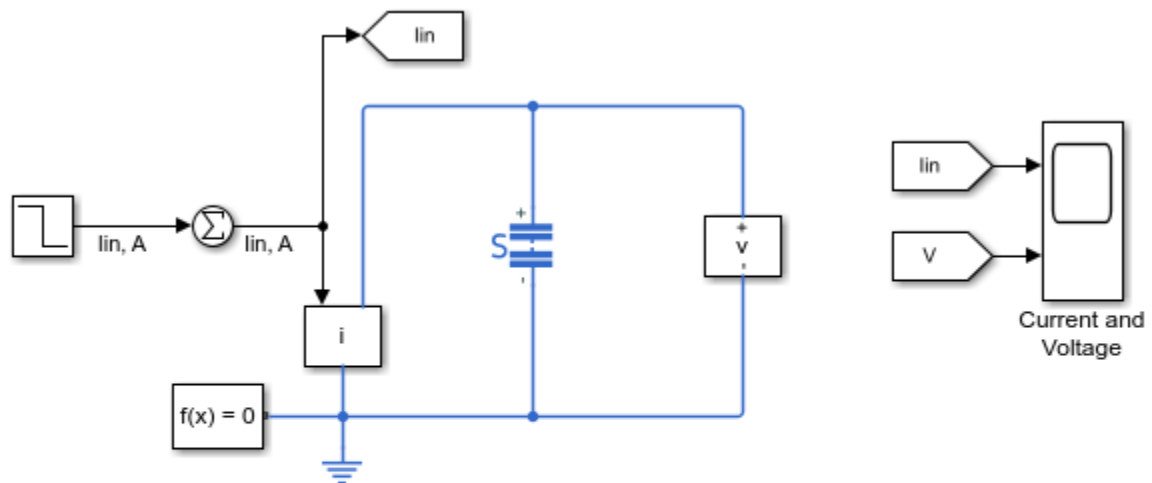 Iin
Iin, A
Σ
Iin, A
+
S
-
+
v
-
i
f(x) = 0
Iin
V
Current and
Voltage